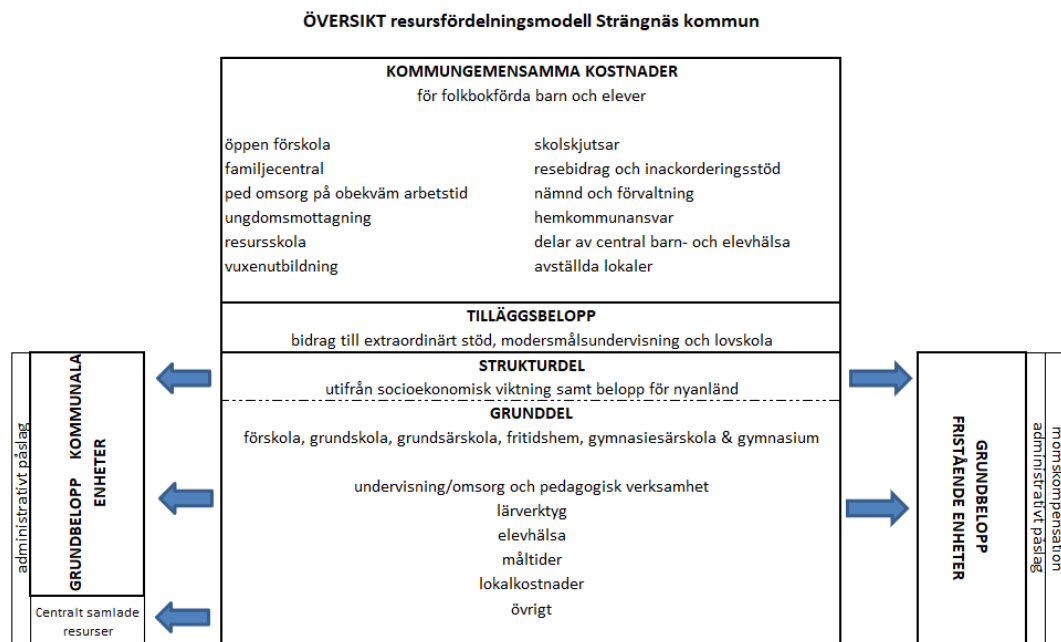 ÖVERSIKT resursfördelningsmodell Strängnäs kommun
KOMMUNGEMENSAMMA KOSTNADER
för folkbokförda barn och elever
öppen förskola
familjecentral
ped omsorg på obekväm arbetstid
ungdomsmottagning
resursskola
vuxenutbildning
skolskjutsar
resebidrag och inackorderingsstöd
nämnd och förvaltning
hemkommunansvar
delar av central barn- och elevhälsa
avställda lokaler
TILLÄGGSBELOPP
bidrag till extraordinärt stöd, modersmålsundervisning och lovskola
STRUKTURDEL
utifrån socioekonomisk viktning samt belopp för nyanländ
GRUNDDEL
förskola, grundskola, grundsärskola, fritidshem, gymnasiesärskola & gymnasium
undervisning/omsorg och pedagogisk verksamhet
lärverktyg
elevhälsa
måltider
lokalkostnader
övrigt
administrativt påslag
GRUNDBELOPP KOMMUNALA
ENHETER
Centralt samlade
resurser
GRUNDBELOPP
FRISTÅENDE ENHETER
administrativt påslag
momskompensation